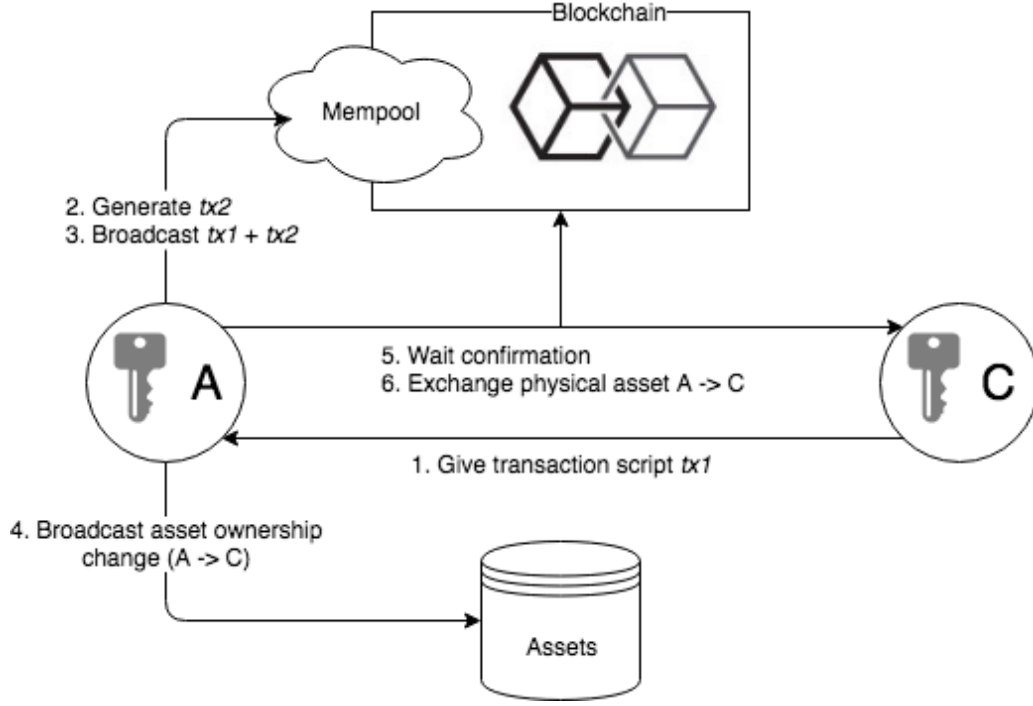 Blockchain
Mempool
2. Generate tx2
3. Broadcast tx1 + tx2
A
C
5. Wait confirmation
6. Exchange physical asset A -> C
1. Give transaction script tx1
4. Broadcast asset ownership
change (A -> C)
Assets